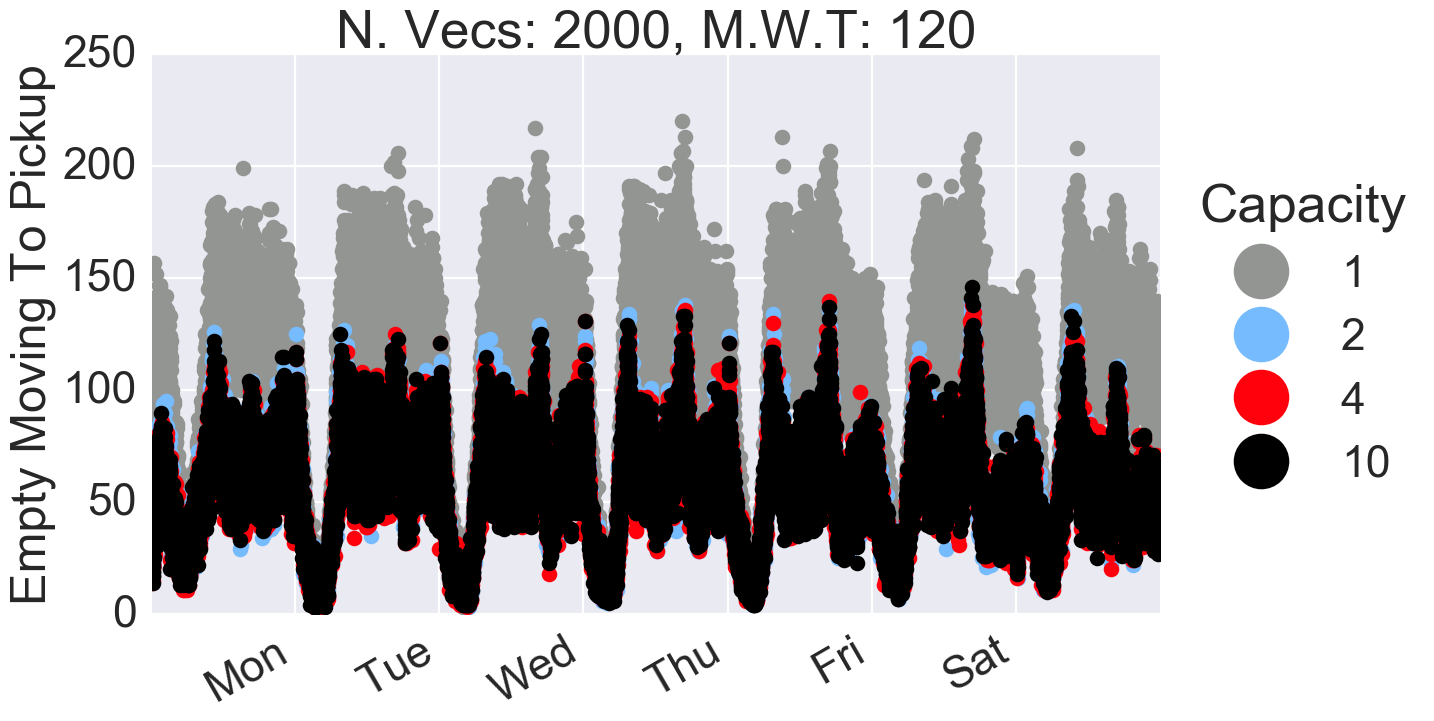 N. Vecs: 2000, M.W.T: 120
Empty Moving To Pickup
250
200
150
100
50
0
Mon
Tue
Wed
Thu
Fri
Sat
Capacity
1
2
4
10